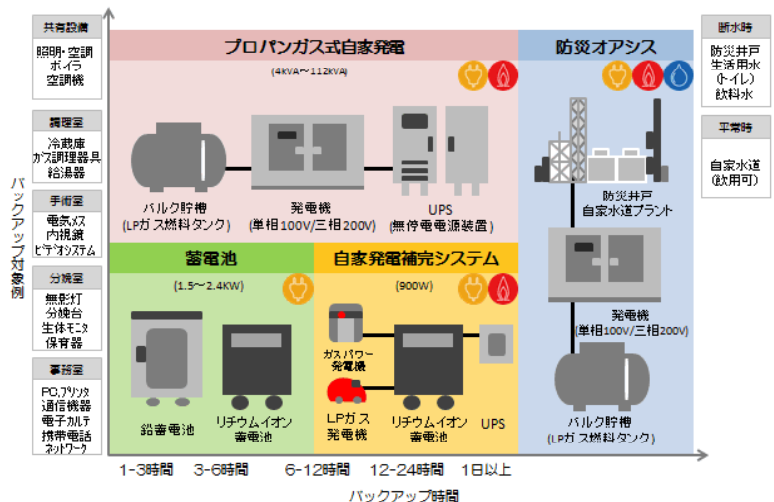 共有設備
照明・空調
ボイラ
空調機
調理室
冷蔵庫
ガス調理器具
給湯器
手術室
電気メス
内視鏡
ビデオシステム
分娩室
無影灯
分娩台
生体モニタ
保育器
事務室
PC,プリンタ
通信機器
電子カルテ
携帯電話
ネットワーク
バックアップ対象例
プロパンガス式自家発電
(4kVA～112kVA)
バルク貯槽
(LPガス燃料タンク)
発電機
(単相100V/三相200V)
UPS
(無停電電源装置)
防災オアシス
防災井戸
自家水道プラント
発電機
(単相100V/三相200V)
バルク貯槽
(LPガス燃料タンク)
蓄電池
(1.5～2.4KW)
鉛蓄電池
リチウムイオン
蓄電池
自家発電補完システム
(900W)
ガスパワー
発電機
LPガス
発電機
リチウムイオン
蓄電池
UPS
断水時
防災井戸
生活用水
(トイレ)
飲料水
平常時
自家水道
(飲用可)
1-3時間
3-6時間
6-12時間
12-24時間
1日以上
バックアップ時間